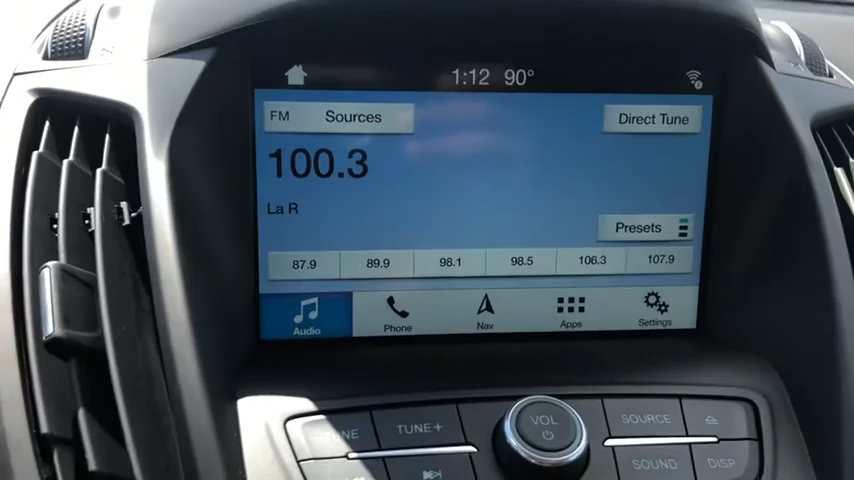 1:12 90°
FM Sources Direct Tune
100.3
La R
Presets
87.9 89.9 98.1 98.5 106.3 107.9
Audio Phone Nav Apps Settings
TUNE TUNE+ VOL SOURCE
SOUND DISP